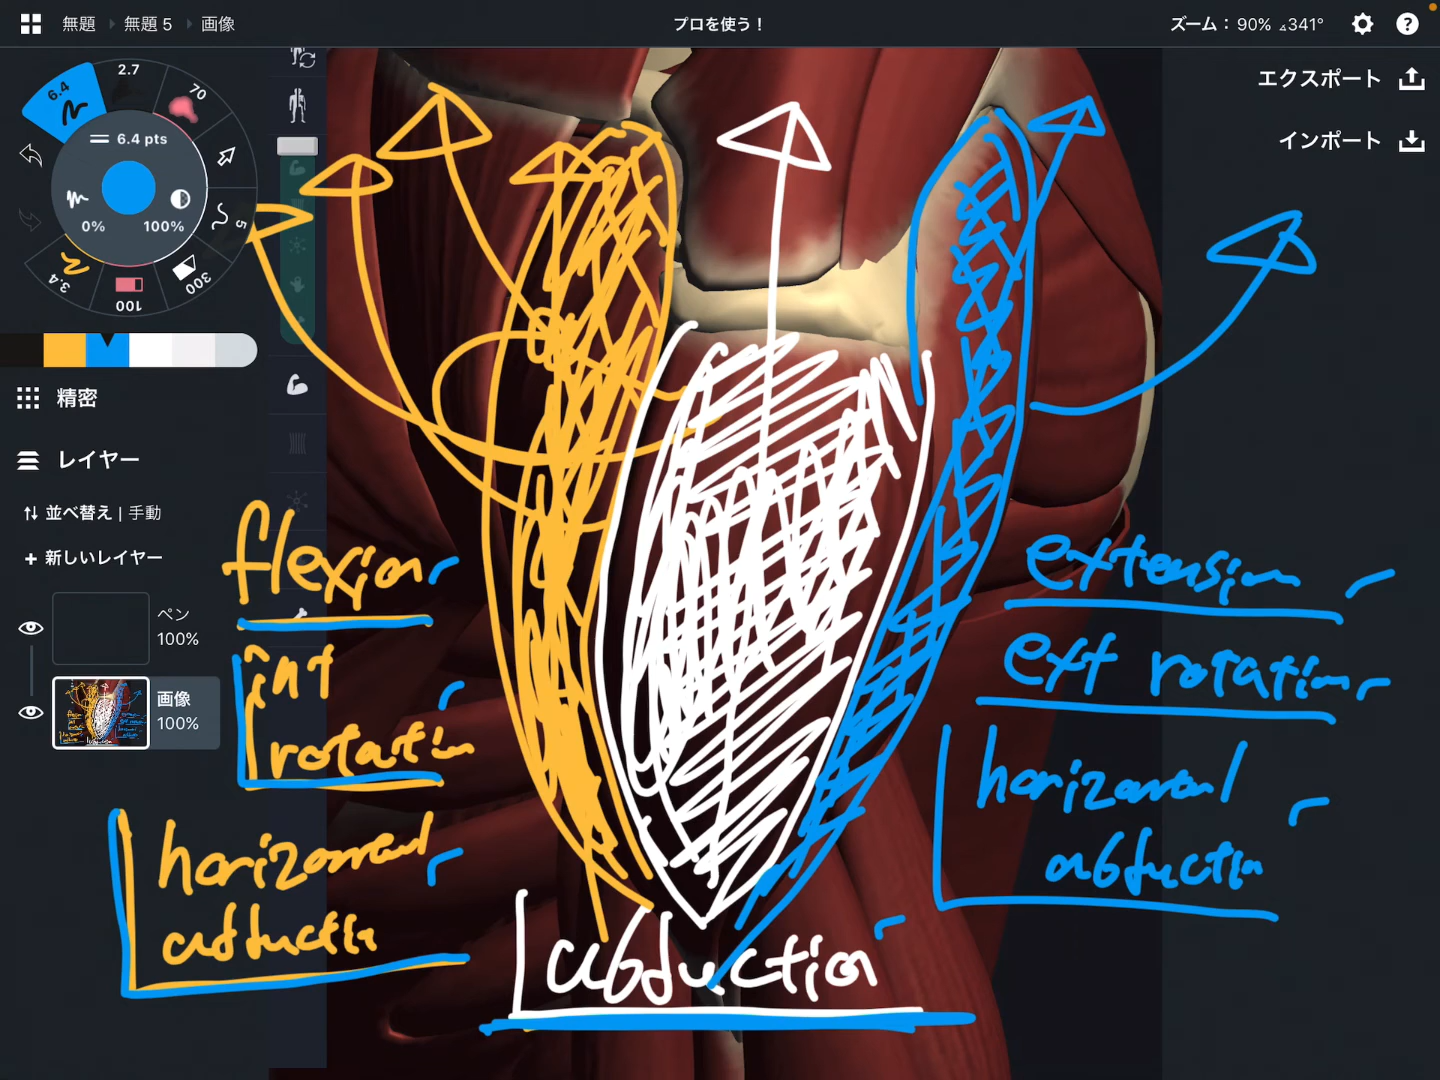 無題 無題 5 画像
プロを使う！
ズーム： 90% ⦞341°
?
エクスポート
インポート
6.4
2.7
70
5
300
100
3.4
6.4 pts
0% 100%
精密
レイヤー
並べ替え | 手動
+ 新しいレイヤー
ペン
100%
画像
100%
flexion
int
rotation
horizontal
adduction
abduction
extension
ext rotation
horizontal
abduction